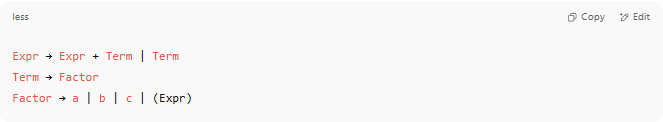 less
Copy Edit
Expr → Expr + Term | Term
Term → Factor
Factor → a | b | c | (Expr)